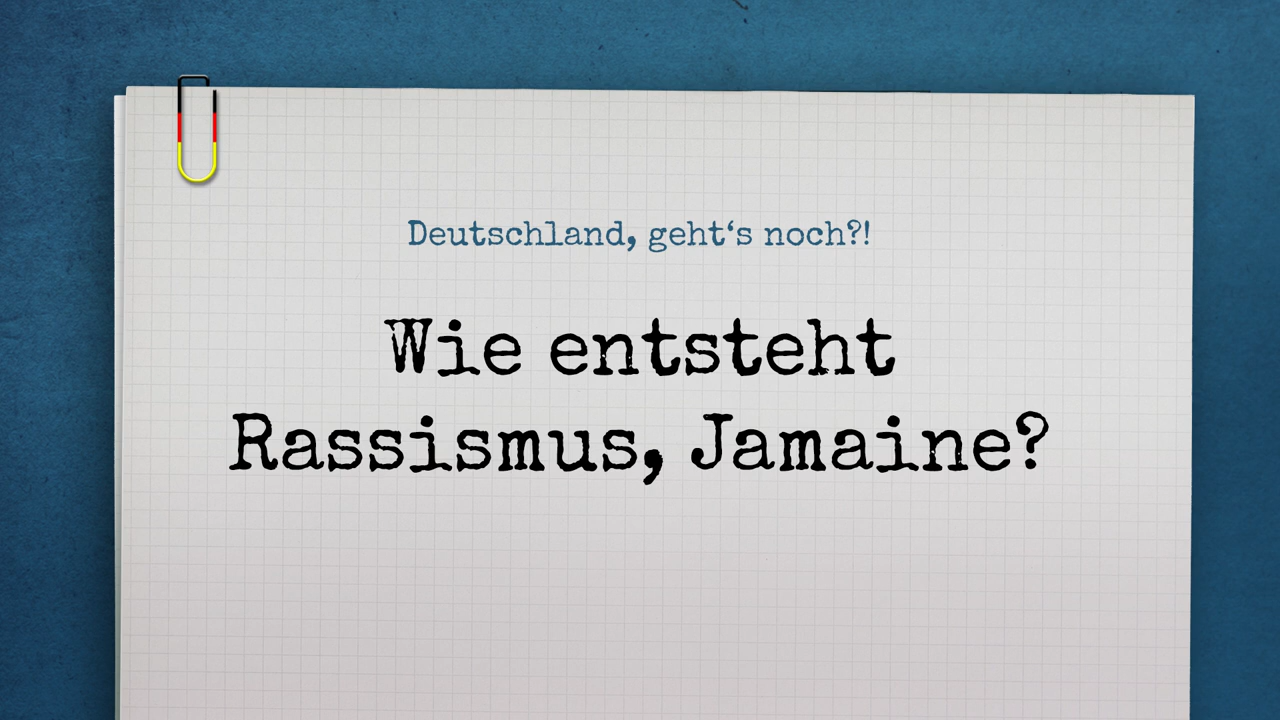 Deutschland, geht‘s noch?!
Wie entsteht
Rassismus, Jamaine?